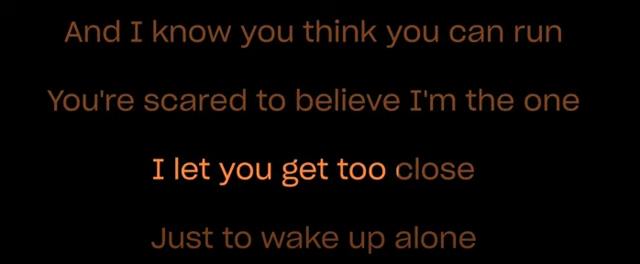 And I know you think you can run
You're scared to believe I'm the one
I let you get too close
Just to wake up alone